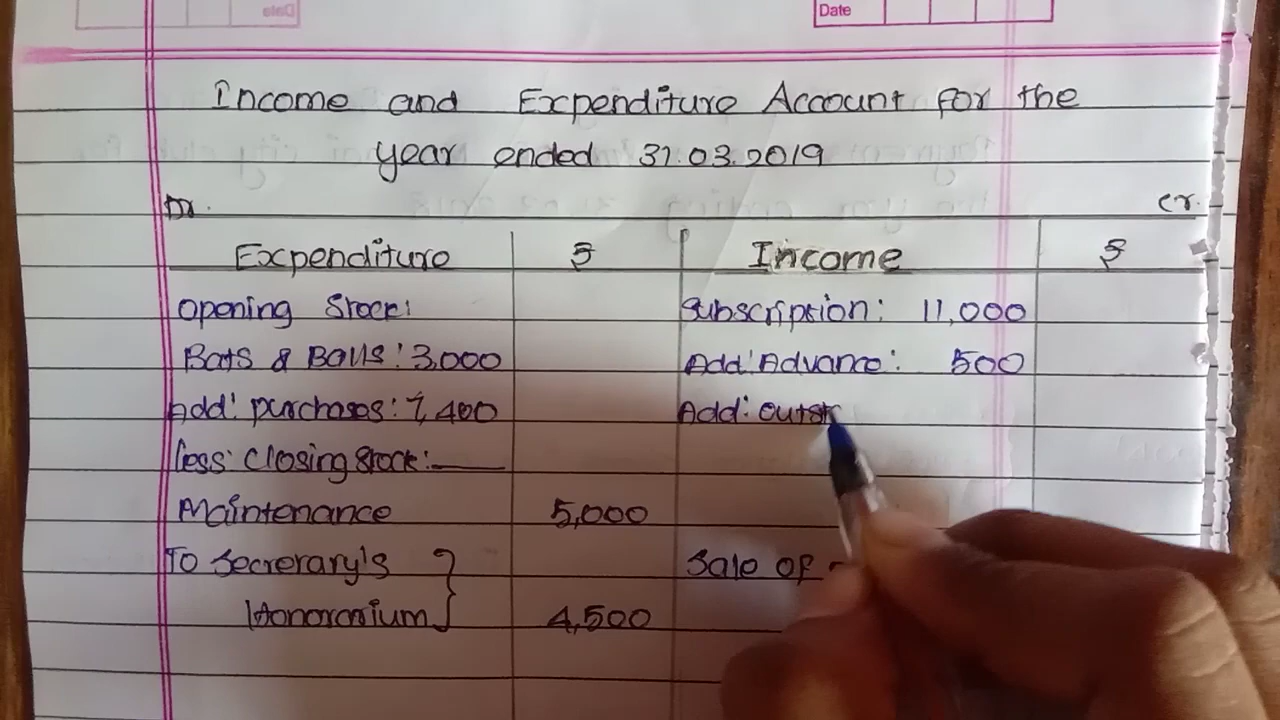 Date
Income and Expenditure Account for the
year ended 31.03.2019
Dr. Cr.
Expenditure ₹ Income ₹
Opening Stock: Subscription: 11,000
Bats & Balls: 3,000 Add: Advance: 500
Add: purchases: 7,400 Add: outst
less: Closing Stock:
Maintenance 5,000
To Secrerary's Sale of
Honorarium 4,500